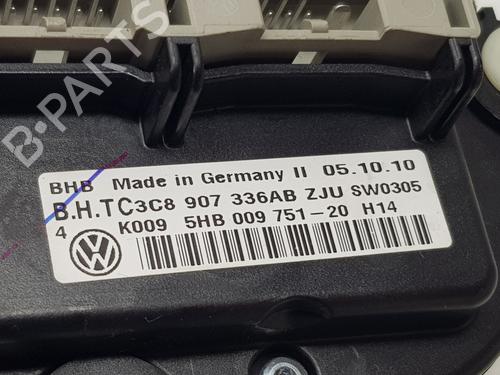 B-PARTS
BHB Made in Germany II 05.10.10
B.H.TC3C8 907 336AB ZJU SW0305
4 K009 5HB 009 751-20 H14